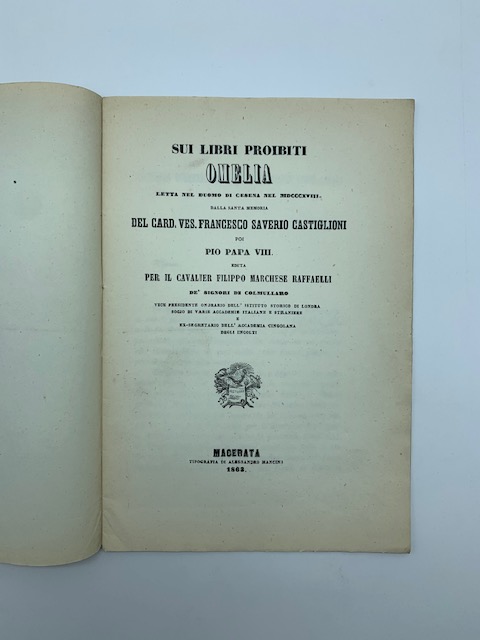 SUI LIBRI PROIBITI
OMELIA
LETTA NEL DUOMO DI CESENA NEL MDCCCXVIII.
DALLA SANTA MEMORIA
DEL CARD. VES. FRANCESCO SAVERIO CASTIGLIONI
POI
PIO PAPA VIII.
EDITA
PER IL CAVALIER FILIPPO MARCHESE RAFFAELLI
DE' SIGNORI DI COLMULLARO
VICE PRESIDENTE ONORARIO DELL' ISTITUTO STORICO DI LONDRA
SOCIO DI VARIE ACCADEMIE ITALIANE E STRANIERE
E
EX-SEGRETARIO DELL' ACCADEMIA CINGOLANA
DEGLI INCOLTI
MACERATA
TIPOGRAFIA DI ALESSANDRO MANCINI
1863.